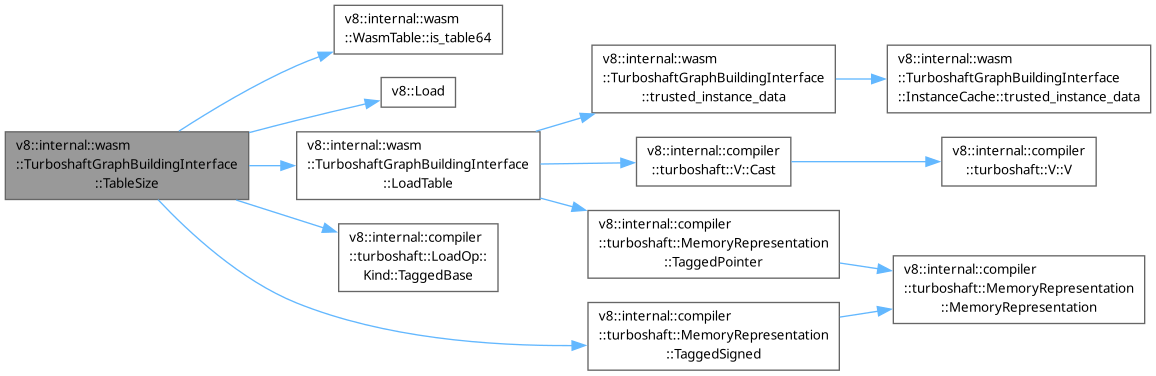 v8::internal::wasm
::TurboshaftGraphBuildingInterface
::TableSize
v8::internal::wasm
::WasmTable::is_table64
v8::Load
v8::internal::wasm
::TurboshaftGraphBuildingInterface
::LoadTable
v8::internal::compiler
::turboshaft::LoadOp::
Kind::TaggedBase
v8::internal::wasm
::TurboshaftGraphBuildingInterface
::trusted_instance_data
v8::internal::compiler
::turboshaft::V::Cast
v8::internal::compiler
::turboshaft::MemoryRepresentation
::TaggedPointer
v8::internal::compiler
::turboshaft::MemoryRepresentation
::TaggedSigned
v8::internal::wasm
::TurboshaftGraphBuildingInterface
::InstanceCache::trusted_instance_data
v8::internal::compiler
::turboshaft::V::V
v8::internal::compiler
::turboshaft::MemoryRepresentation
::MemoryRepresentation